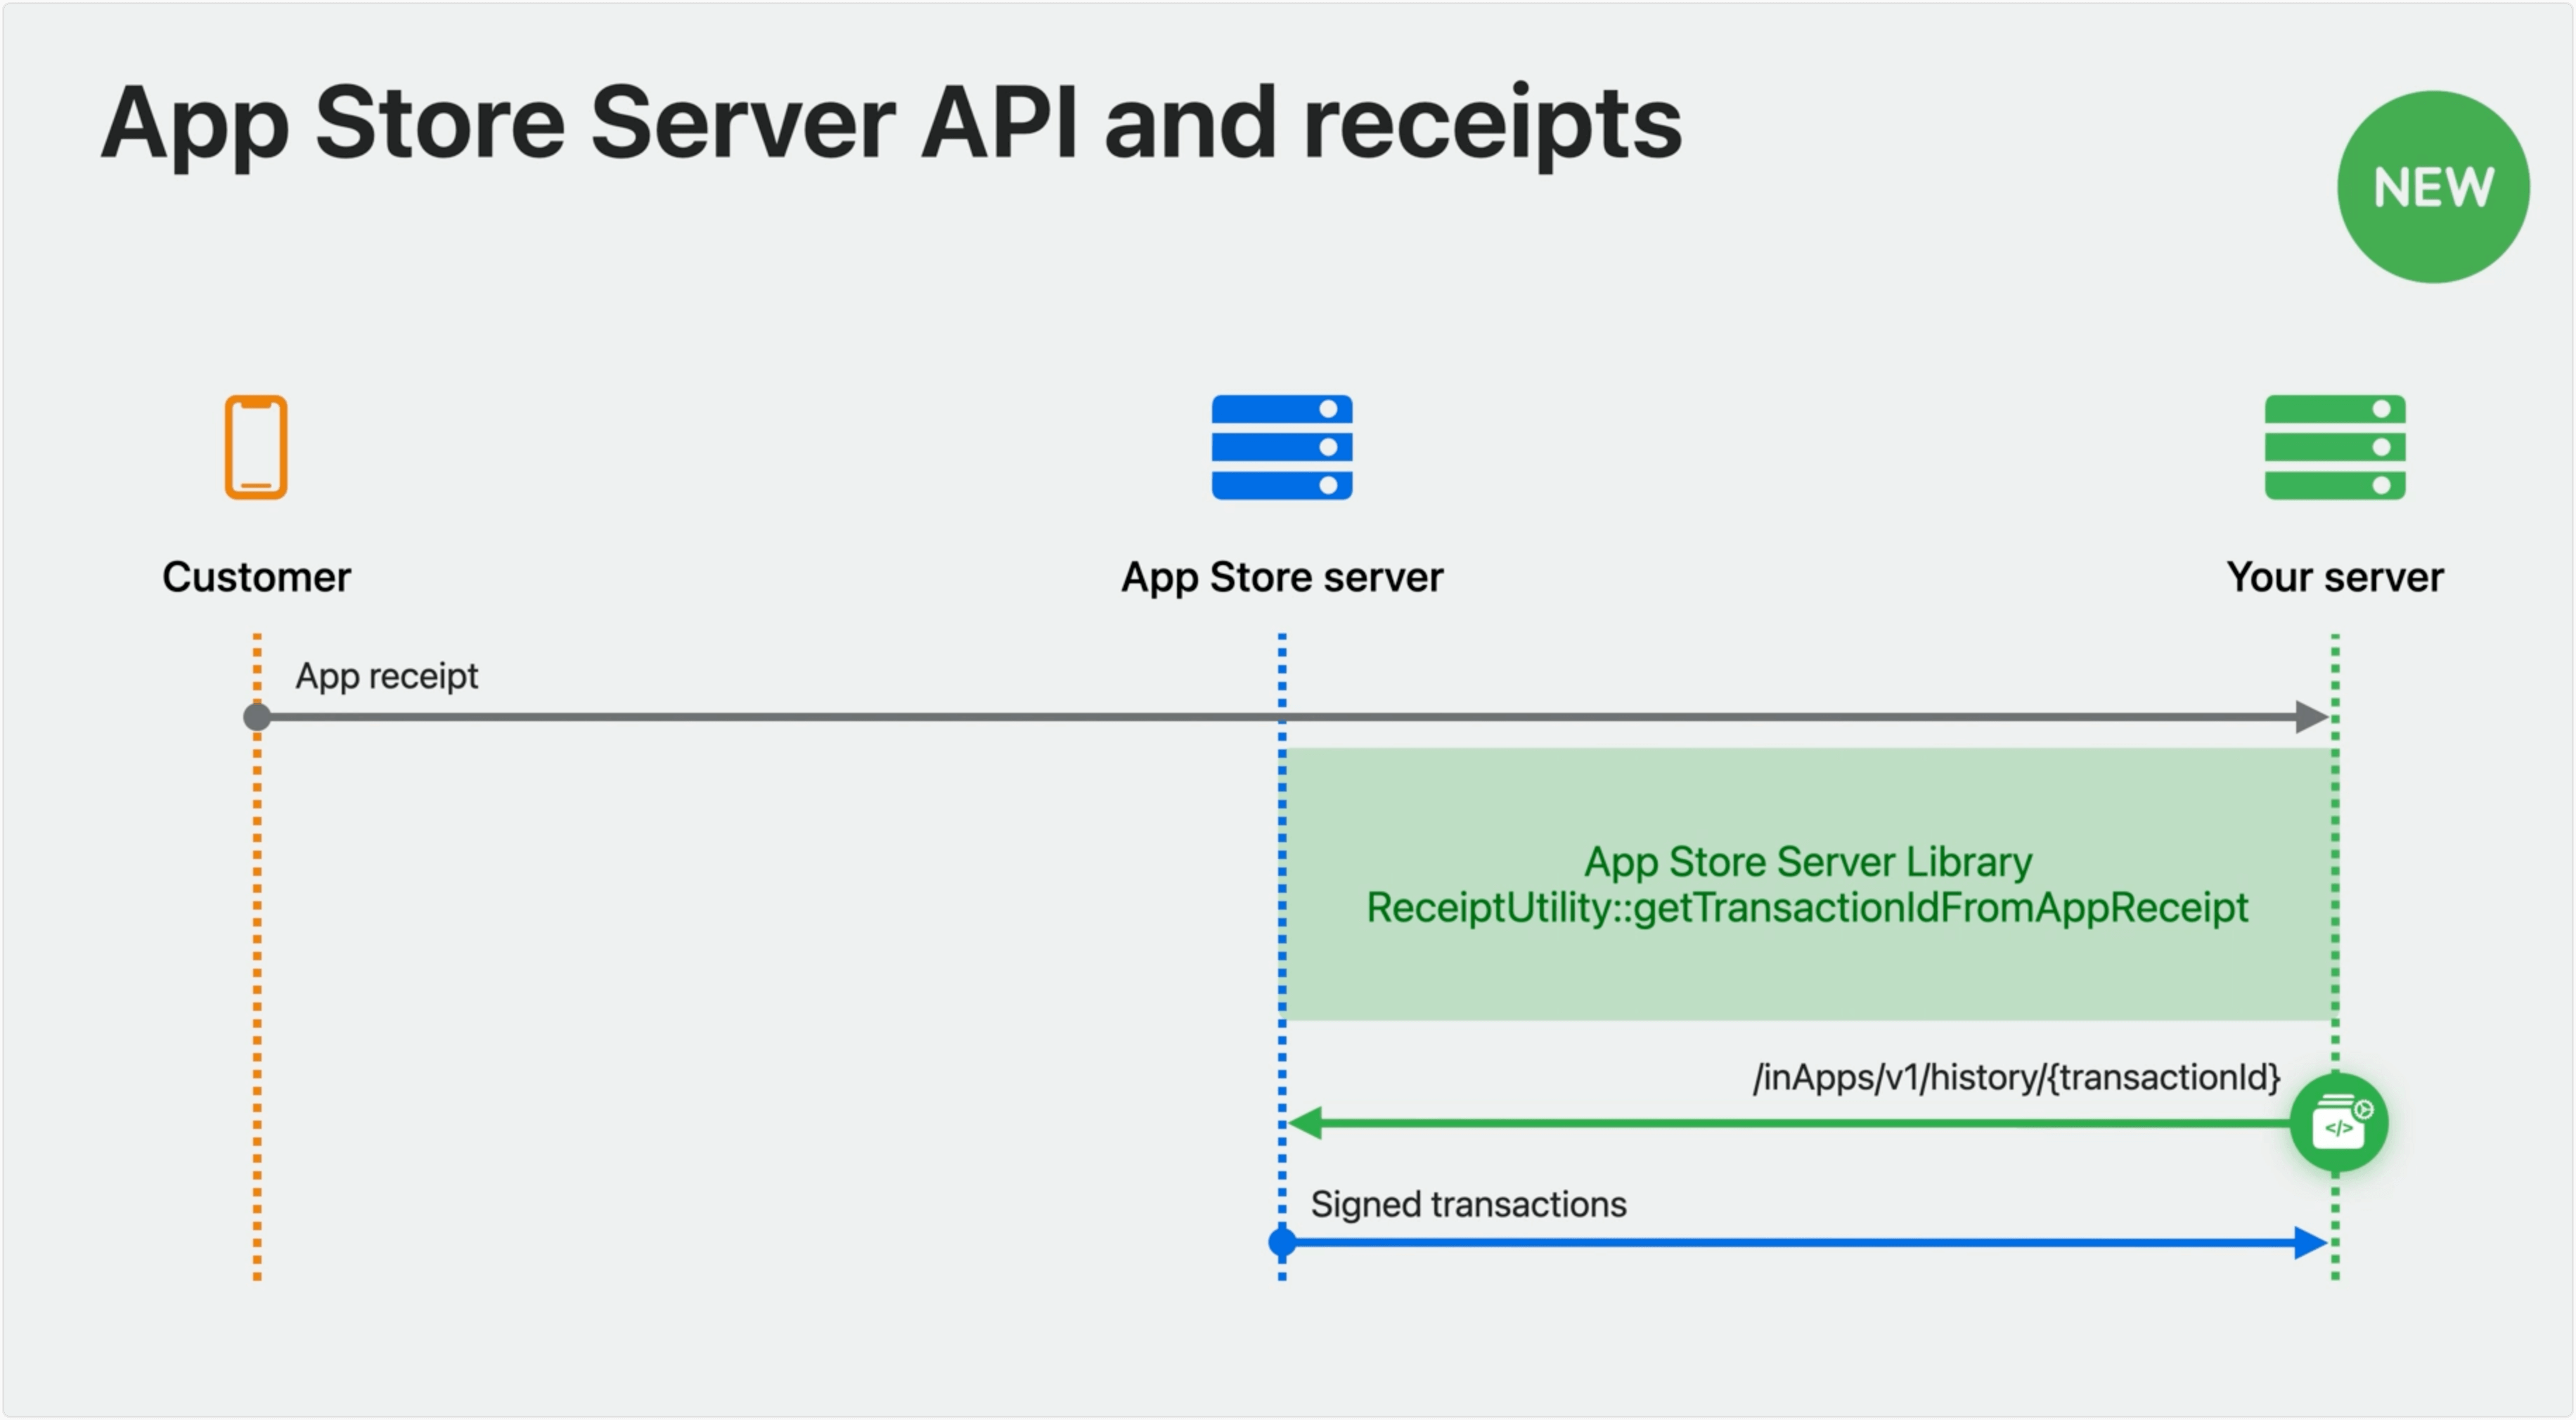 App Store Server API and receipts
NEW
Customer
App Store server
Your server
App receipt
App Store Server Library
ReceiptUtility::getTransactionIdFromAppReceipt
/inApps/v1/history/{transactionId}
</>
Signed transactions